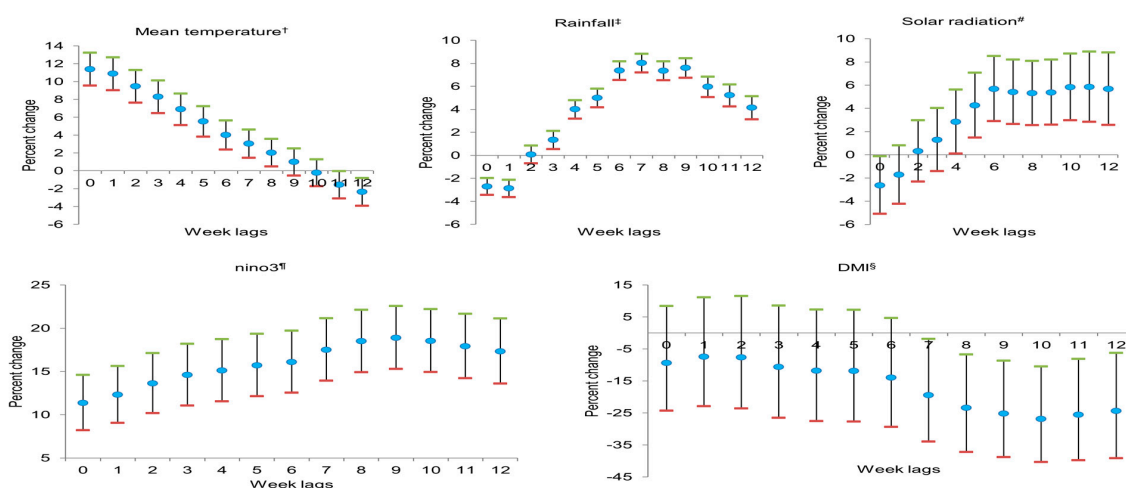 Mean temperature†
Percent change
14
12
10
8
6
4
2
0
-2
-4
-6
0 1 2 3 4 5 6 7 8 9 10 11 12
Week lags
Rainfall‡
Percent change
10
8
6
4
2
0
-2
-4
-6
0 1 2 3 4 5 6 7 8 9 10 11 12
Week lags
Solar radiation#
Percent change
10
8
6
4
2
0
-2
-4
-6
0 2 4 6 8 10 12
Week lags
nino3¶
Percent change
25
20
15
10
5
0 1 2 3 4 5 6 7 8 9 10 11 12
Week lags
DMI§
Percent change
15
5
-5
-15
-25
-35
-45
0 1 2 3 4 5 6 7 8 9 10 11 12
Week lags